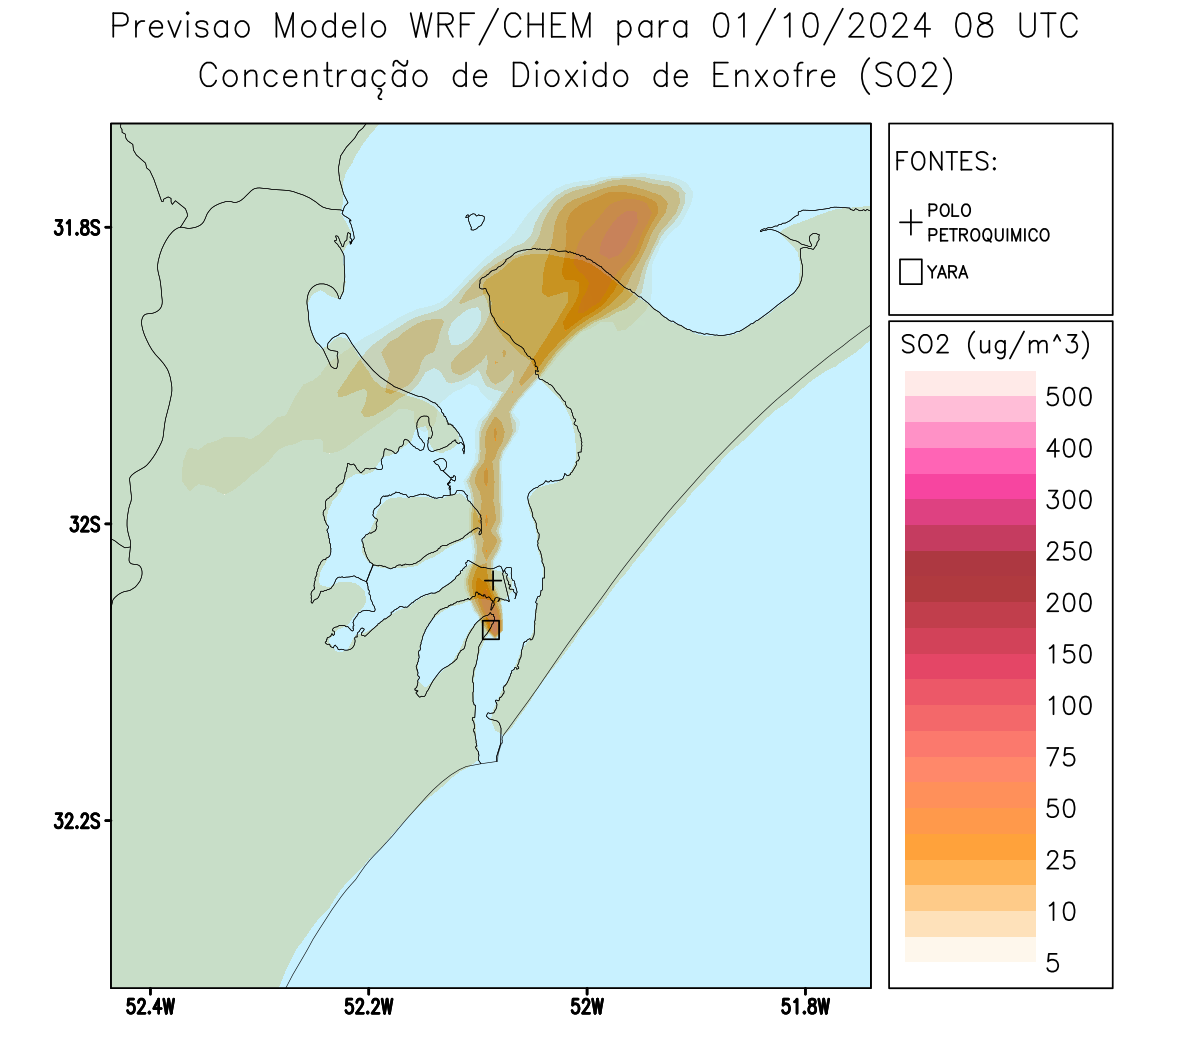 Previsao Modelo WRF/CHEM para 01/10/2024 08 UTC
Concentração de Dioxido de Enxofre (SO2)
FONTES:
POLO
PETROQUIMICO
YARA
SO2 (ug/m^3)
500
400
300
250
200
150
100
75
50
25
10
5
31.8S
32S
32.2S
52.4W
52.2W
52W
51.8W